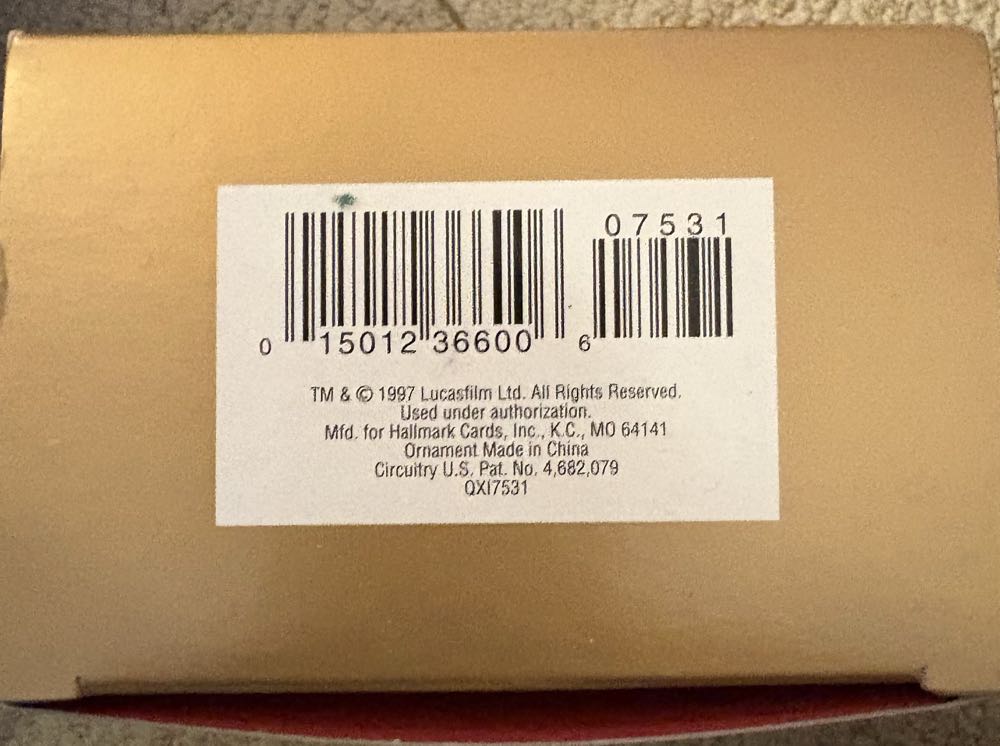 07531
0 15012 36600 6
TM & © 1997 Lucasfilm Ltd. All Rights Reserved.
Used under authorization.
Mfd. for Hallmark Cards, Inc., K.C., MO 64141
Ornament Made in China
Circuitry U.S. Pat. No. 4,682,079
QXI7531